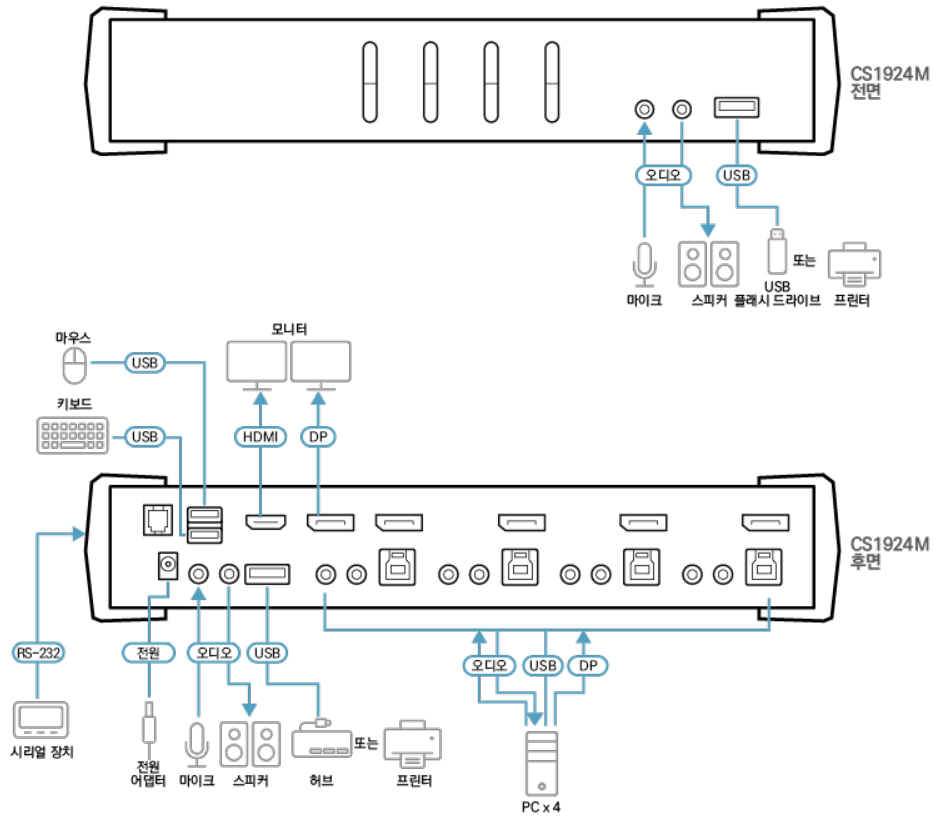 CS1924M
전면
오디오
USB
마이크
스피커
USB
플래시 드라이브
또는
프린터
마우스
USB
모니터
키보드
USB
HDMI
DP
CS1924M
후면
RS-232
전원
오디오
USB
오디오
USB
DP
시리얼 장치
전원
어댑터
마이크
스피커
허브
또는
프린터
PC x 4